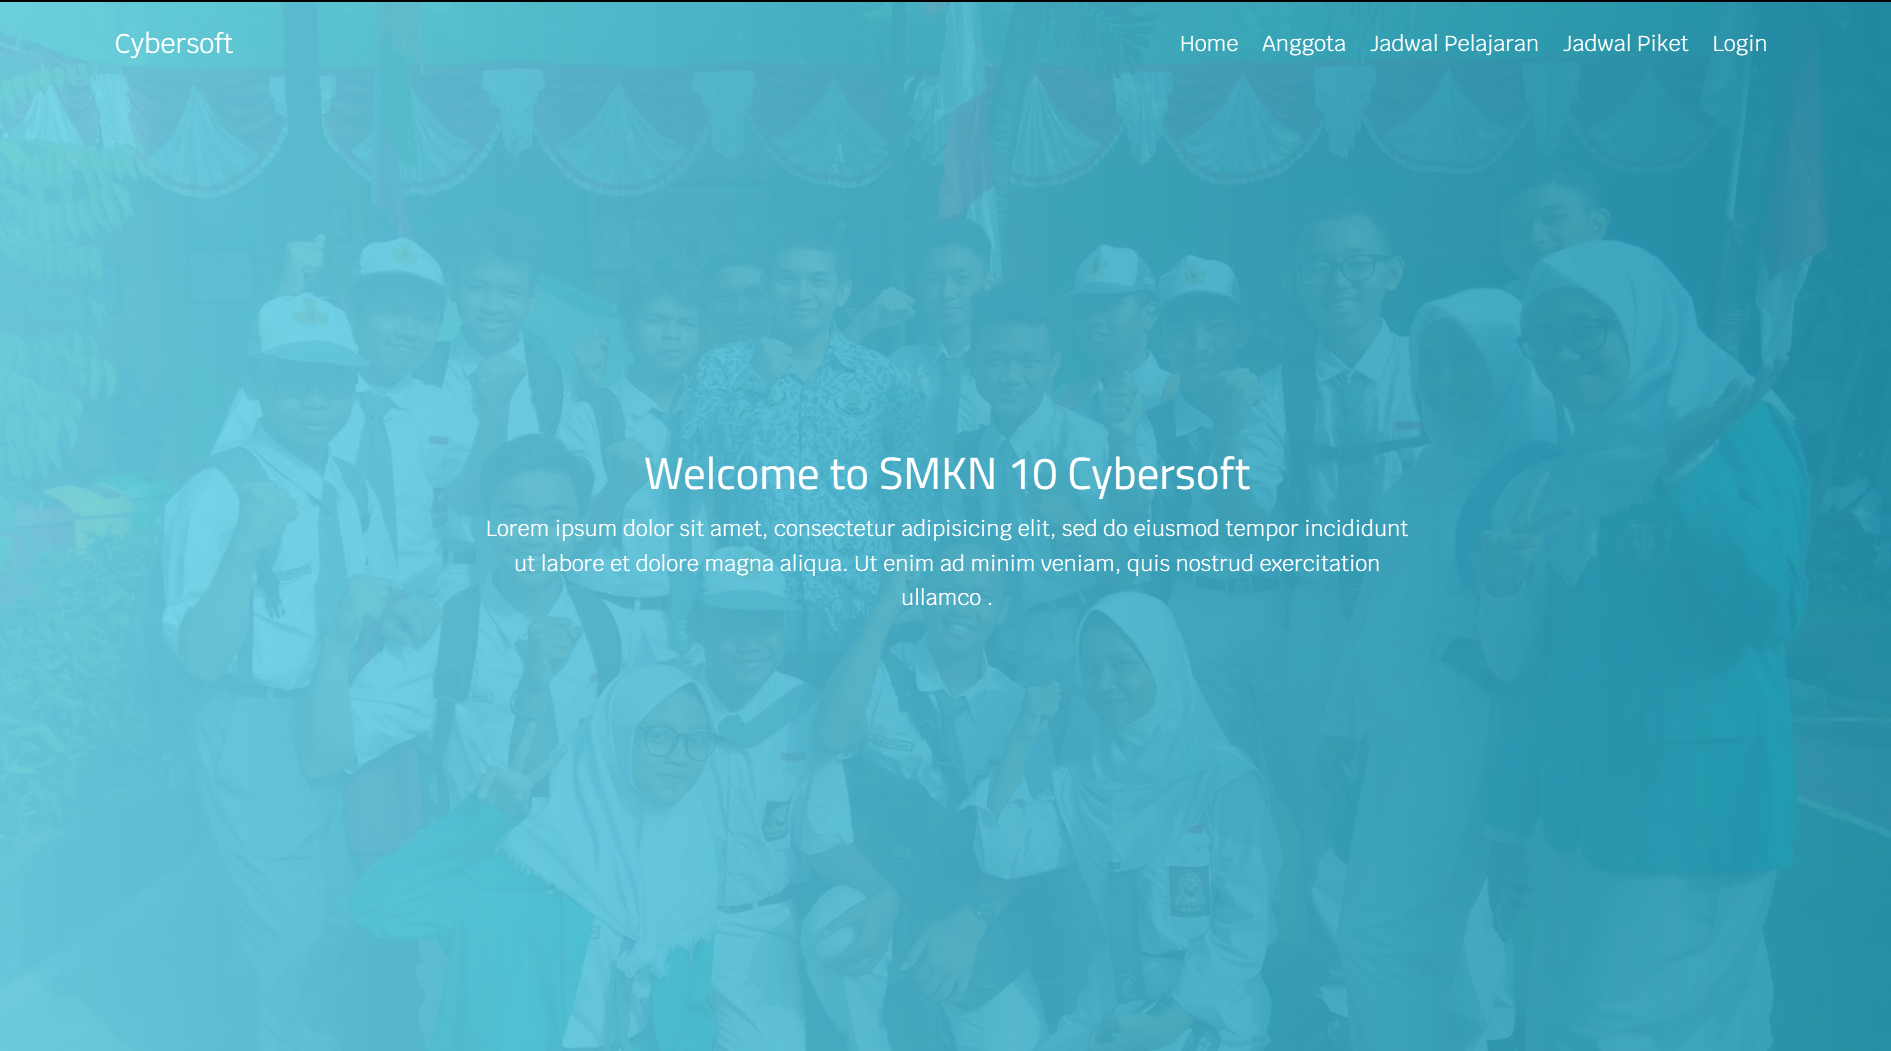 Cybersoft
Home Anggota Jadwal Pelajaran Jadwal Piket Login
Welcome to SMKN 10 Cybersoft
Lorem ipsum dolor sit amet, consectetur adipisicing elit, sed do eiusmod tempor incididunt
ut labore et dolore magna aliqua. Ut enim ad minim veniam, quis nostrud exercitation
ullamco .